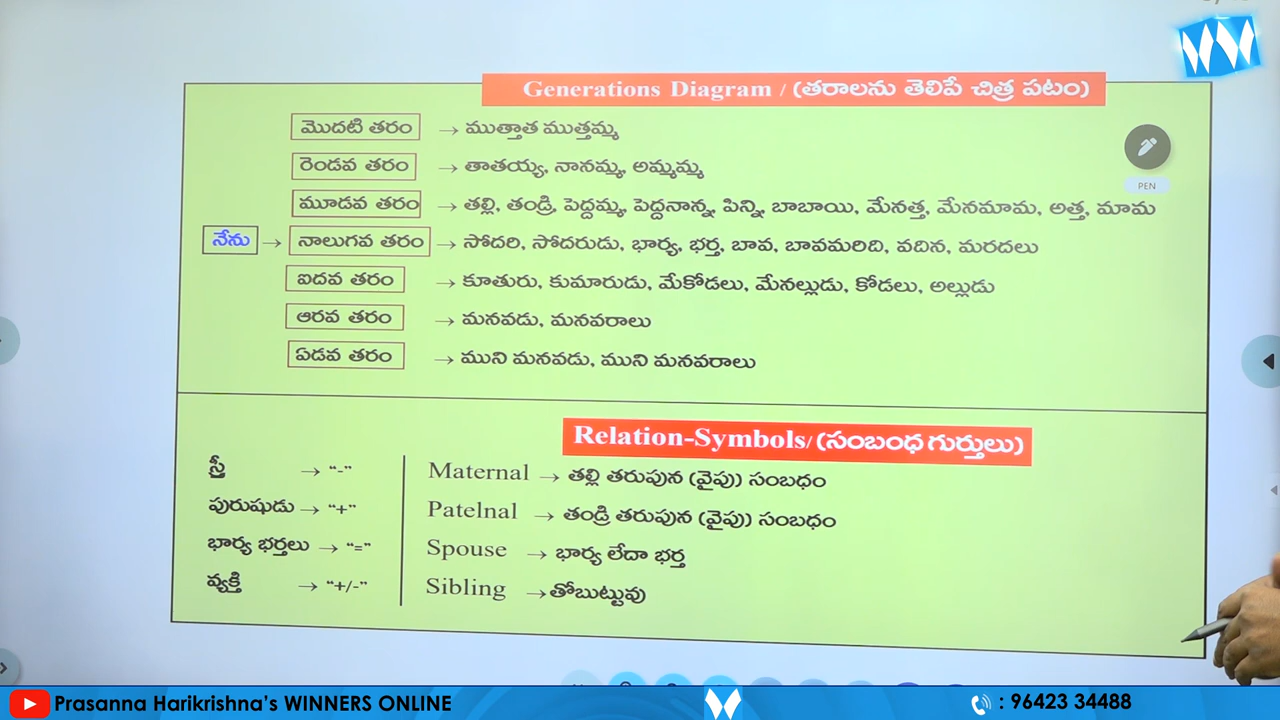 Generations Diagram / (తరాలను తెలిపే చిత్ర పటం)
మొదటి తరం → ముత్తాత ముత్తమ్మ
రెండవ తరం → తాతయ్య, నానమ్మ, అమ్మమ్మ
మూడవ తరం → తల్లి, తండ్రి, పెద్దమ్మ, పెద్దనాన్న, పిన్ని, బాబాయి, మేనత్త, మేనమామ, అత్త, మామ
నేను → నాలుగవ తరం → సోదరి, సోదరుడు, భార్య, భర్త, బావ, బావమరిది, వదిన, మరదలు
ఐదవ తరం → కూతురు, కుమారుడు, మేకోడలు, మేనల్లుడు, కోడలు, అల్లుడు
ఆరవ తరం → మనవడు, మనవరాలు
ఏడవ తరం → ముని మనవడు, ముని మనవరాలు
PEN
Relation-Symbols/(సంబంధ గుర్తులు)
స్త్రీ → “-”
పురుషుడు → “+”
భార్య భర్తలు → “=”
వ్యక్తి → “+/-”
Maternal → తల్లి తరుపున (వైపు) సంబధం
Patelnal → తండ్రి తరుపున (వైపు) సంబధం
Spouse → భార్య లేదా భర్త
Sibling → తోబుట్టువు
Prasanna Harikrishna's WINNERS ONLINE
: 96423 34488